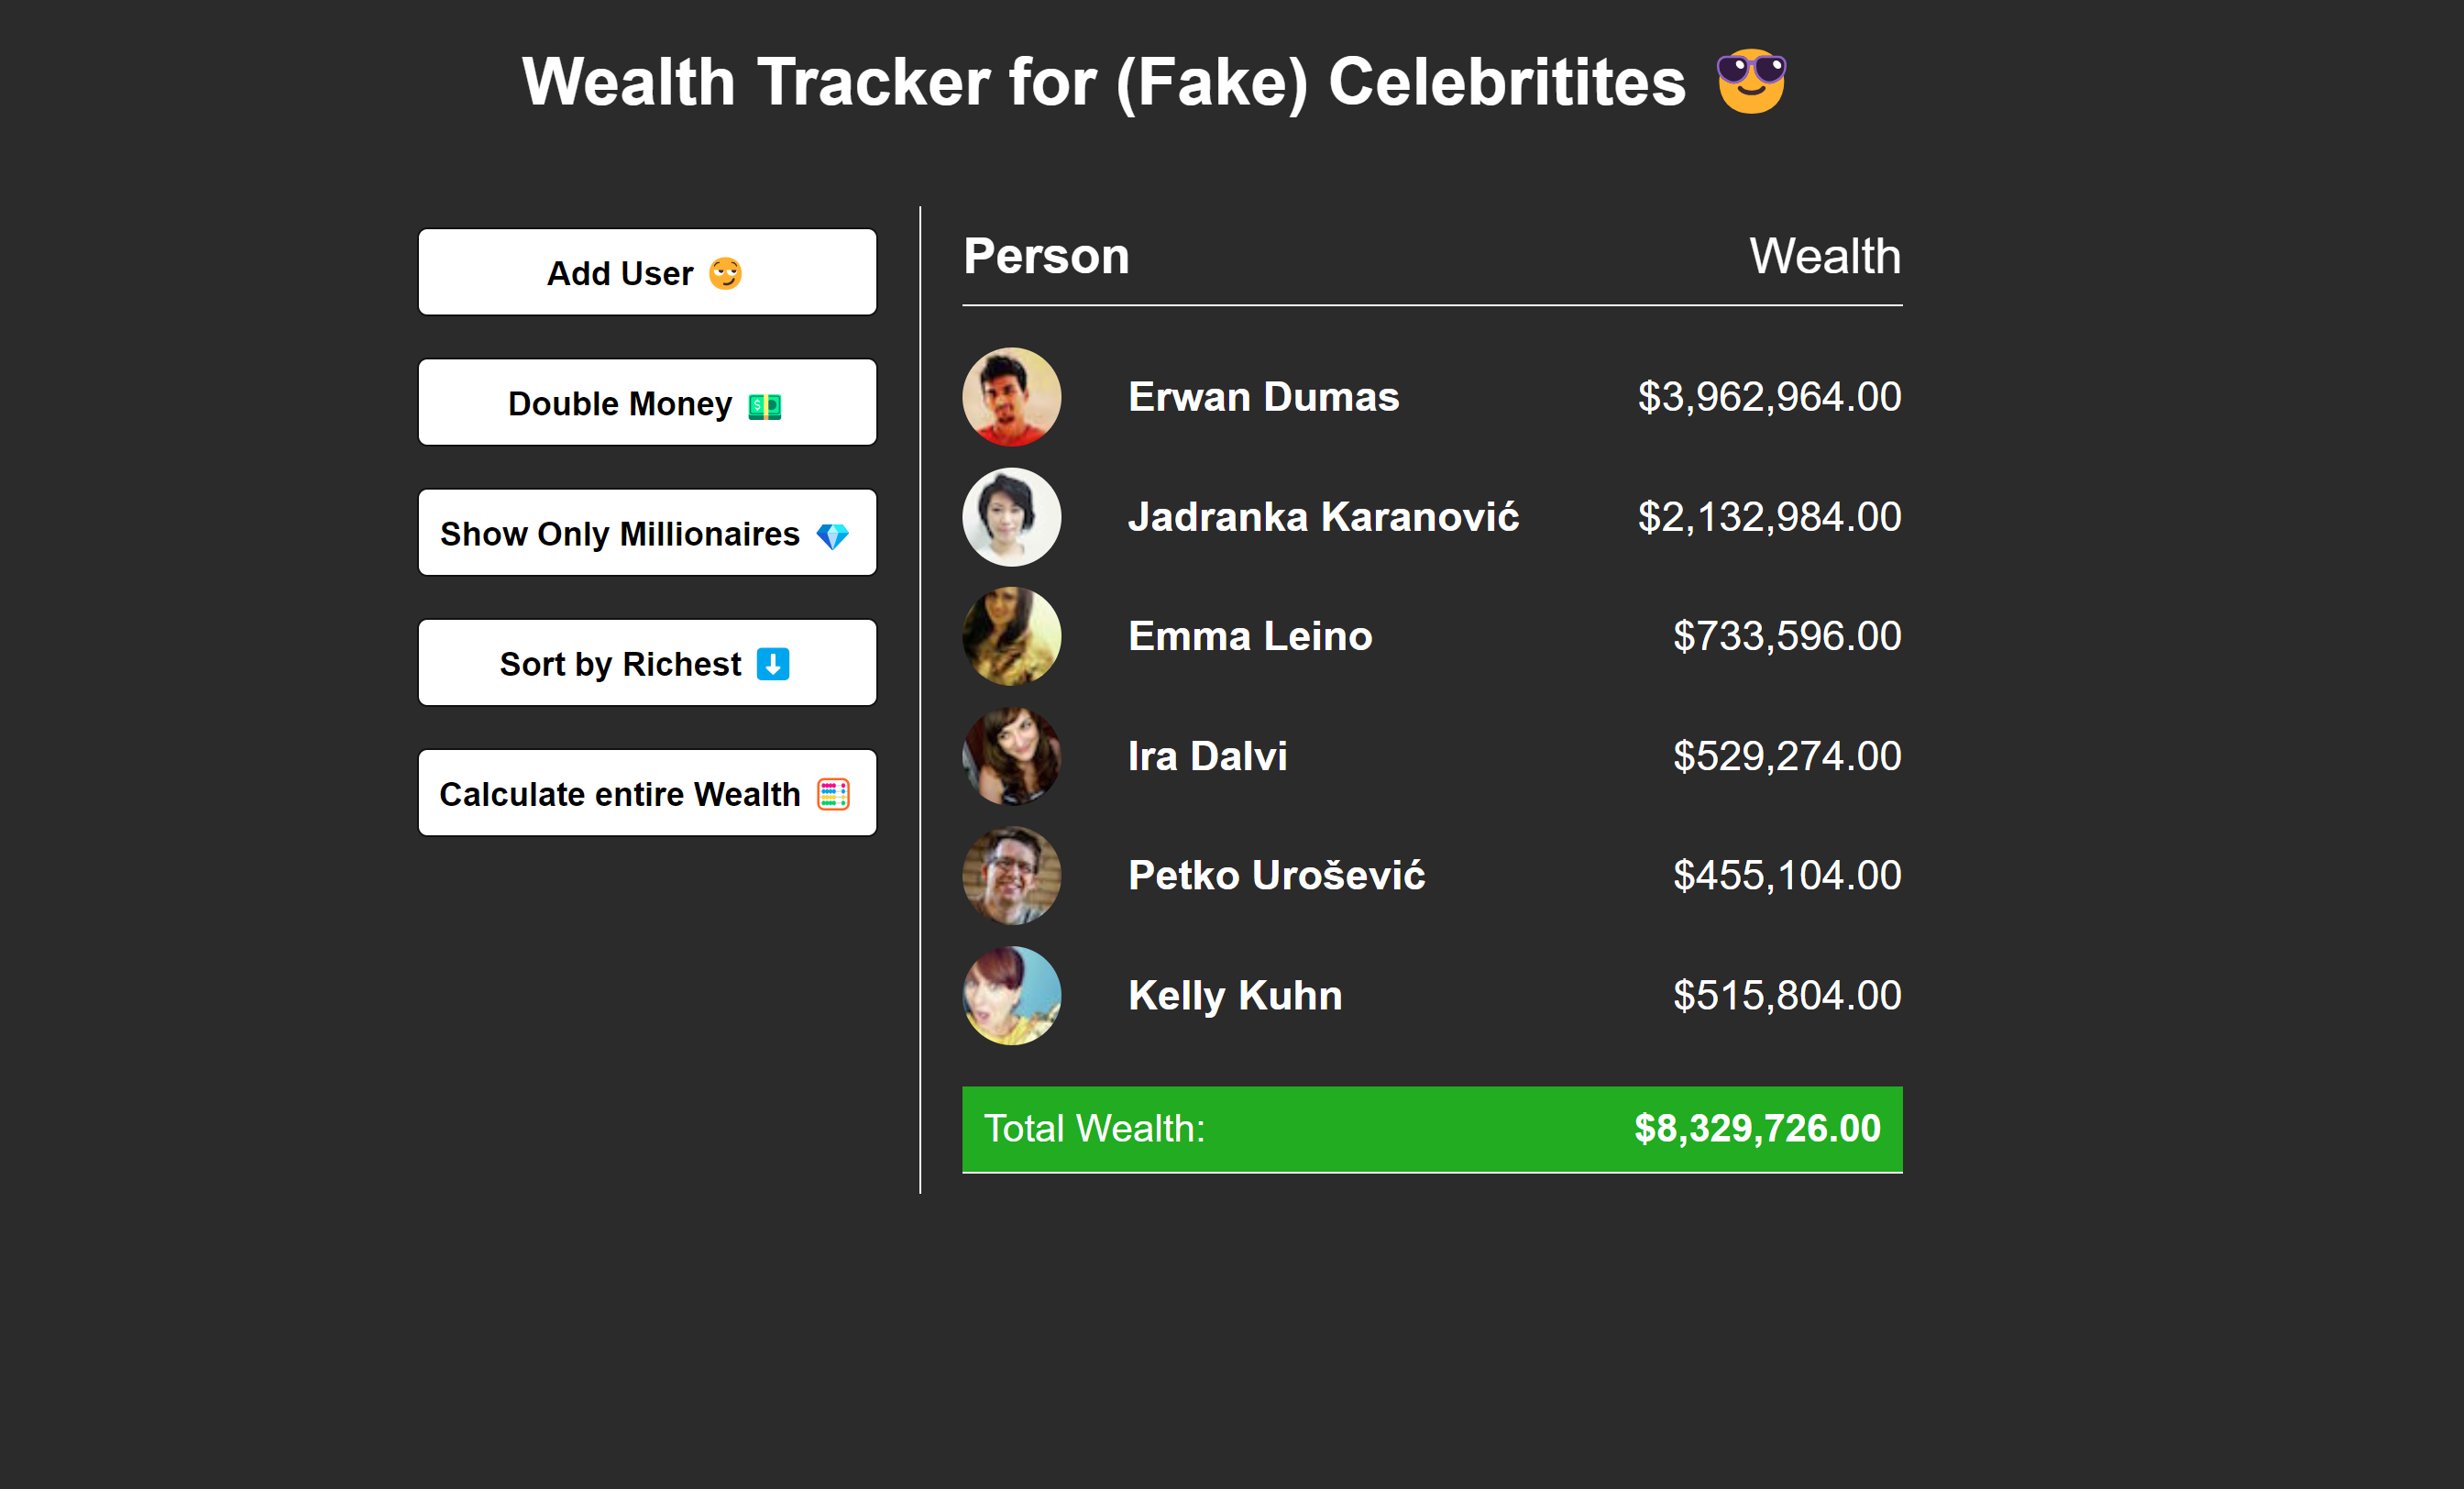 Wealth Tracker for (Fake) Celebritites 😎
Add User 😏
Double Money 💵
Show Only Millionaires 💎
Sort by Richest ⬇️
Calculate entire Wealth 🧮
Person Wealth
Erwan Dumas $3,962,964.00
Jadranka Karanović $2,132,984.00
Emma Leino $733,596.00
Ira Dalvi $529,274.00
Petko Urošević $455,104.00
Kelly Kuhn $515,804.00
Total Wealth: $8,329,726.00